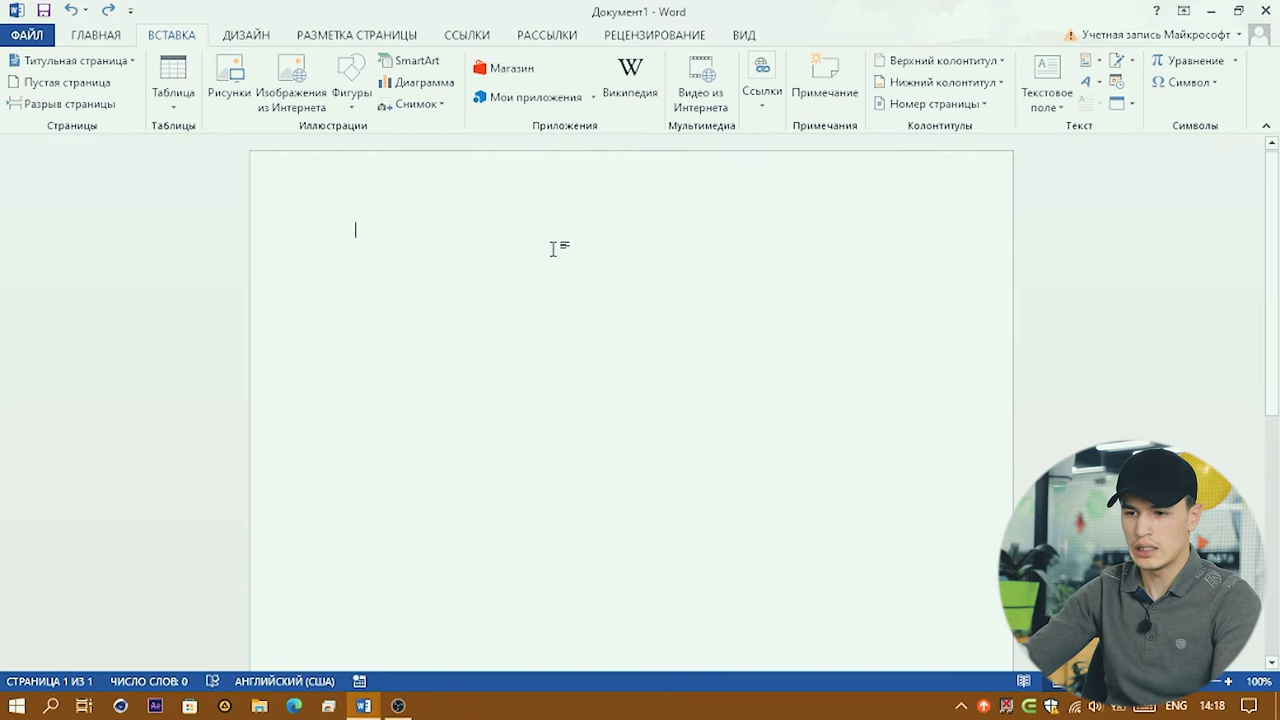 Документ1 - Word
?
ФАЙЛ ГЛАВНАЯ ВСТАВКА ДИЗАЙН РАЗМЕТКА СТРАНИЦЫ ССЫЛКИ РАССЫЛКИ РЕЦЕНЗИРОВАНИЕ ВИД Учетная запись Майкрософт
Титульная страница
Пустая страница
Разрыв страницы
Страницы
Таблица
Таблицы
Рисунки
Изображения
из Интернета
Фигуры
SmartArt
Диаграмма
Снимок
Иллюстрации
Магазин
Мои приложения
W
Википедия
Приложения
Видео из
Интернета
Мультимедиа
Ссылки
Примечание
Примечания
Верхний колонтитул
Нижний колонтитул
Номер страницы
Колонтитулы
Текстовое
поле
Текст
π Уравнение
Ω Символ
Символы
СТРАНИЦА 1 ИЗ 1 ЧИСЛО СЛОВ: 0 АНГЛИЙСКИЙ (США) 100%
Ae
ENG 14:18